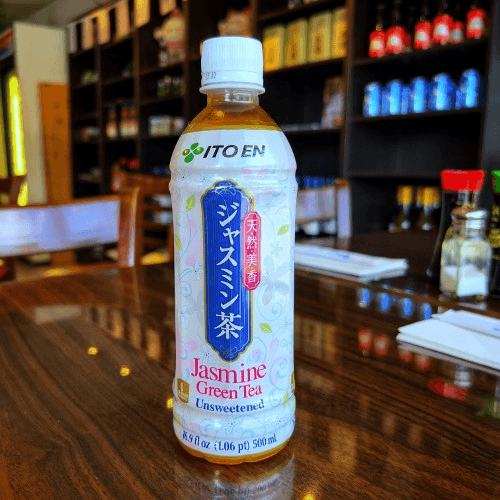 ITO EN
ジャスミン茶
天然美香
Jasmine
Green Tea
Unsweetened
16.9 fl oz (1.06 pt) 500 ml